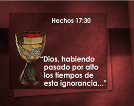 Hechos 17:30
"Dios, habiendo
pasado por alto
los tiempos de
esta ignorancia..."